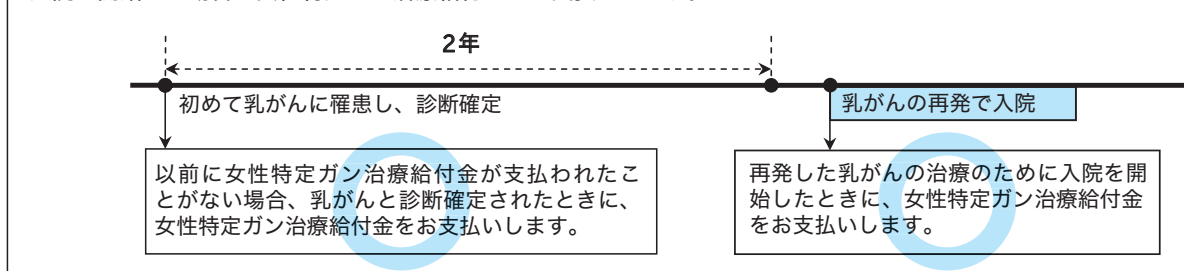 2年
初めて乳がんに罹患し、診断確定
乳がんの再発で入院
以前に女性特定ガン治療給付金が支払われたこ
とがない場合、乳がんと診断確定されたときに、
女性特定ガン治療給付金をお支払いします。
再発した乳がんの治療のために入院を開
始したときに、女性特定ガン治療給付金
をお支払いします。